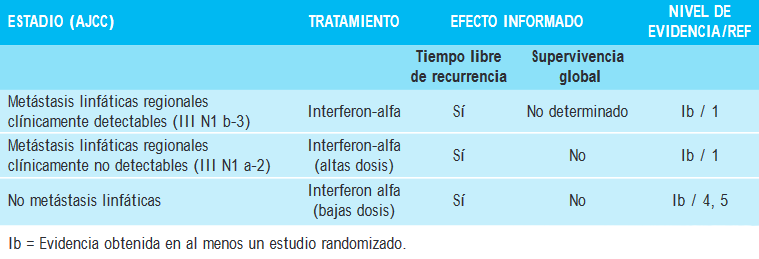 ESTADIO (AJCC) TRATAMIENTO EFECTO INFORMADO NIVEL DE EVIDENCIA/REF
Tiempo libre de recurrencia Supervivencia global
Metástasis linfáticas regionales
clínicamente detectables (III N1 b-3) Interferon-alfa Sí No determinado Ib / 1
Metástasis linfáticas regionales
clínicamente no detectables (III N1 a-2) Interferon-alfa (altas dosis) Sí No Ib / 1
No metástasis linfáticas Interferon alfa (bajas dosis) Sí No Ib / 4, 5
Ib = Evidencia obtenida en al menos un estudio randomizado.